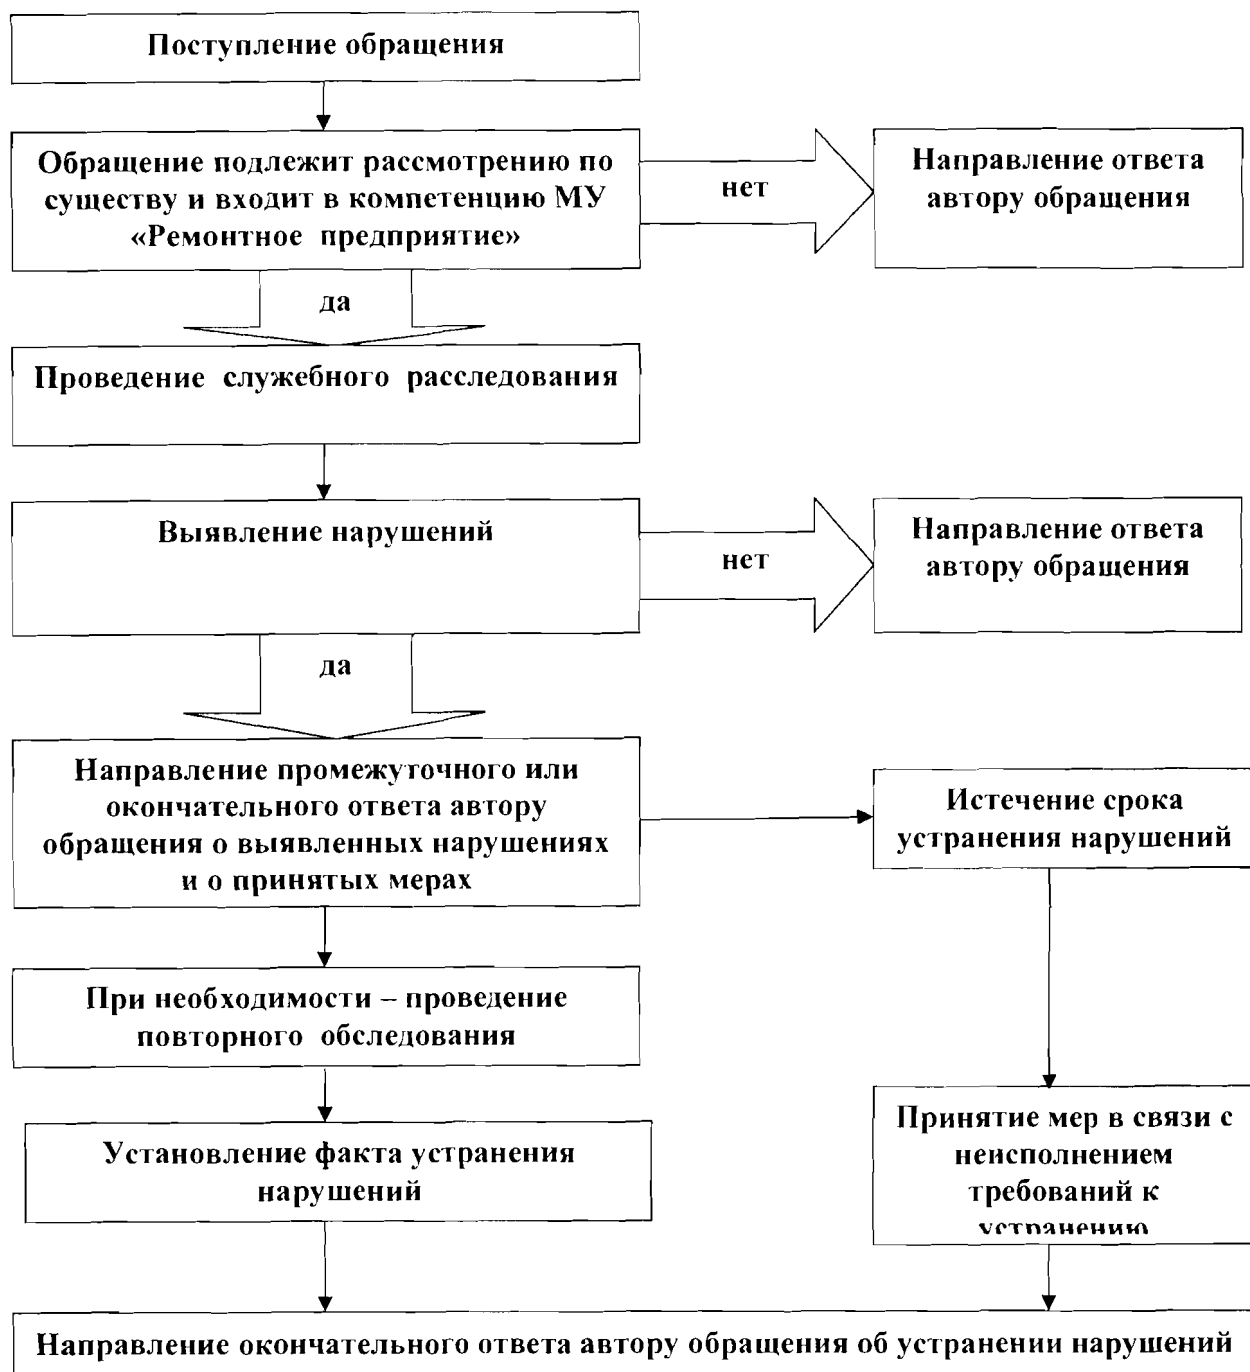 Поступление обращения
Обращение подлежит рассмотрению по
существу и входит в компетенцию МУ
«Ремонтное предприятие»
нет
Направление ответа
автору обращения
да
Проведение служебного расследования
Выявление нарушений
нет
Направление ответа
автору обращения
да
Направление промежуточного или
окончательного ответа автору
обращения о выявленных нарушениях
и о принятых мерах
Истечение срока
устранения нарушений
При необходимости – проведение
повторного обследования
Установление факта устранения
нарушений
Принятие мер в связи с
неисполнением
требований к
устранению
Направление окончательного ответа автору обращения об устранении нарушений